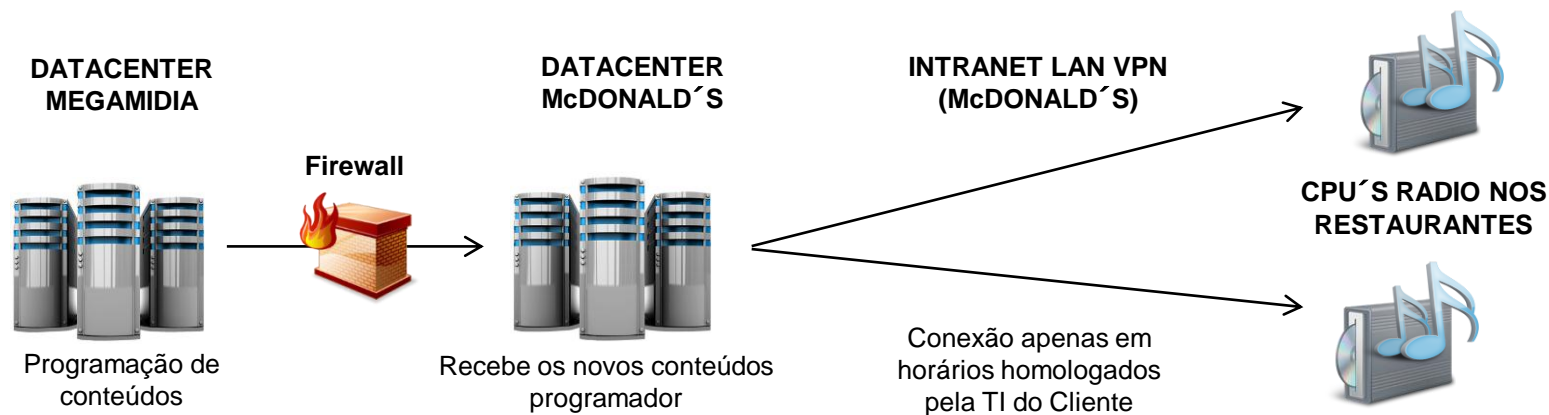 DATACENTER
MEGAMIDIA
DATACENTER
McDONALD´S
INTRANET LAN VPN
(McDONALD´S)
Firewall
CPU´S RADIO NOS
RESTAURANTES
Programação de
conteúdos
Recebe os novos conteúdos
programador
Conexão apenas em
horários homologados
pela TI do Cliente